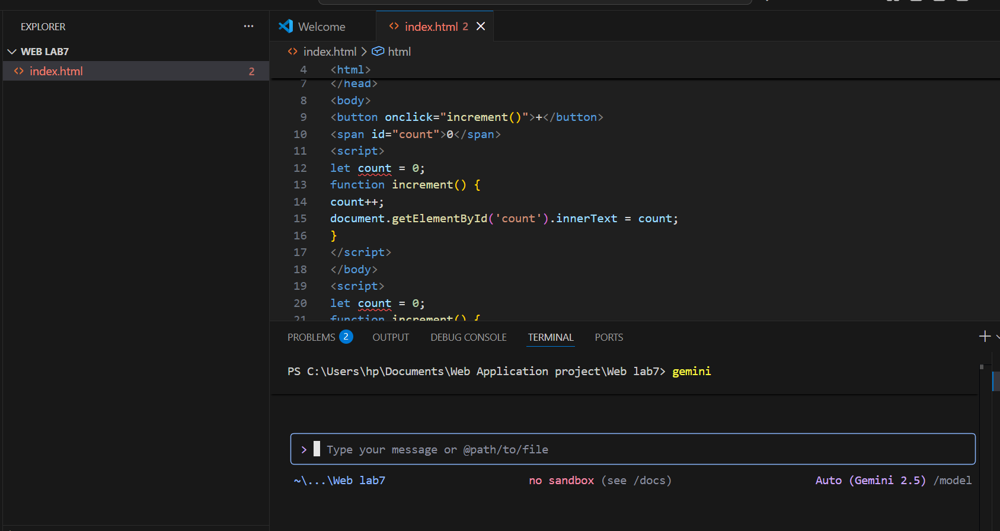 EXPLORER ...
WEB LAB7
<> index.html 2
Welcome
<> index.html 2 ×
<> index.html > html
4 <html>
7 </head>
8 <body>
9 <button onclick="increment()">+</button>
10 <span id="count">0</span>
11 <script>
12 let count = 0;
13 function increment() {
14 count++;
15 document.getElementById('count').innerText = count;
16 }
17 </script>
18 </body>
19 <script>
20 let count = 0;
21 function increment() {
PROBLEMS 2 OUTPUT DEBUG CONSOLE TERMINAL PORTS
PS C:\Users\hp\Documents\Web Application project\Web lab7> gemini
> Type your message or @path/to/file
~\...\Web lab7 no sandbox (see /docs) Auto (Gemini 2.5) /model